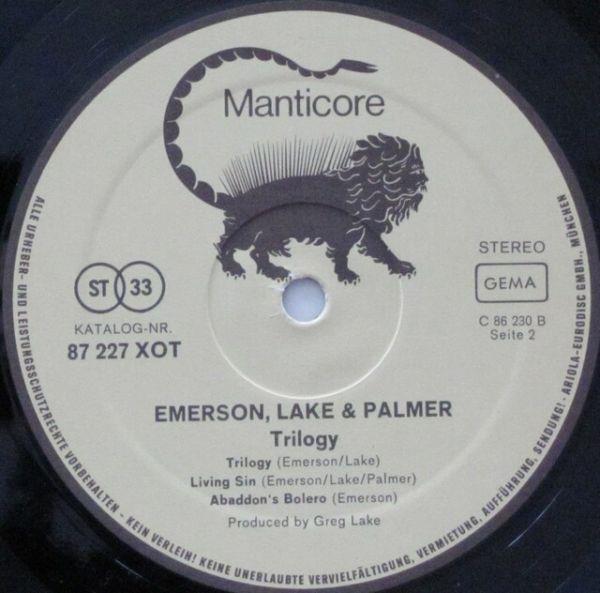 Manticore
STEREO
GEMA
C 86 230 B
Seite 2
ST 33
KATALOG-NR.
87 227 XOT
EMERSON, LAKE & PALMER
Trilogy
Trilogy (Emerson/Lake)
Living Sin (Emerson/Lake/Palmer)
Abaddon's Bolero (Emerson)
Produced by Greg Lake
ALLE URHEBER- UND LEISTUNGSSCHUTZRECHTE VORBEHALTEN - KEIN VERLEIH! KEINE UNERLAUBTE VERVIELFÄLTIGUNG, VERMIETUNG, AUFFÜHRUNG, SENDUNG! - ARIOLA-EURODISC GMBH., MÜNCHEN